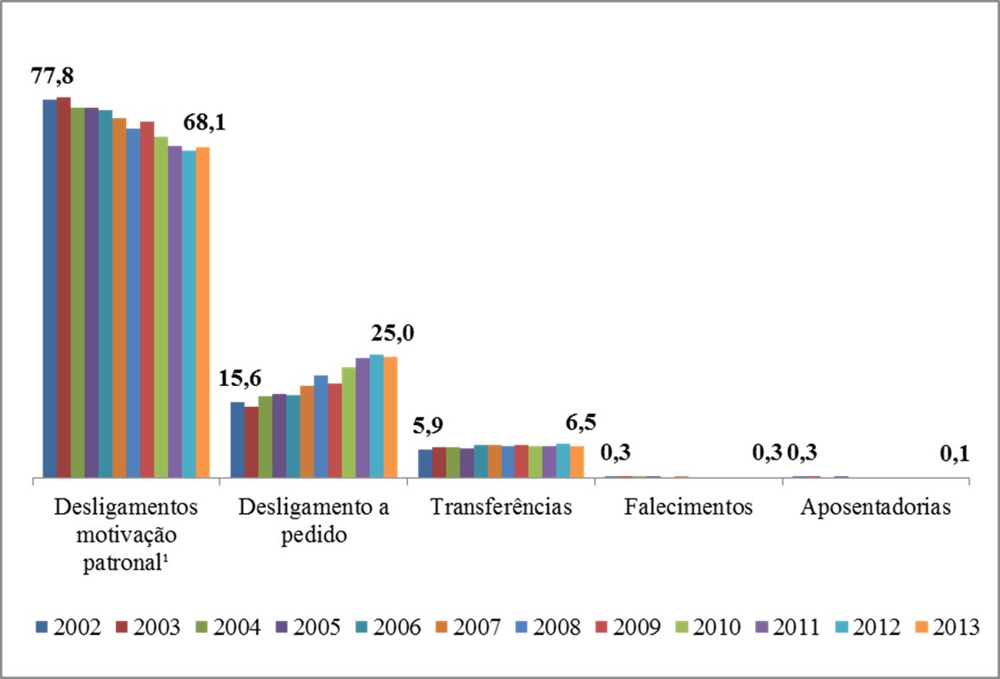 77,8
68,1
15,6
25,0
5,9
6,5
0,3
0,3
0,3
0,1
Desligamentos
motivação
patronal¹
Desligamento a
pedido
Transferências
Falecimentos
Aposentadorias
2002 2003 2004 2005 2006 2007 2008 2009 2010 2011 2012 2013